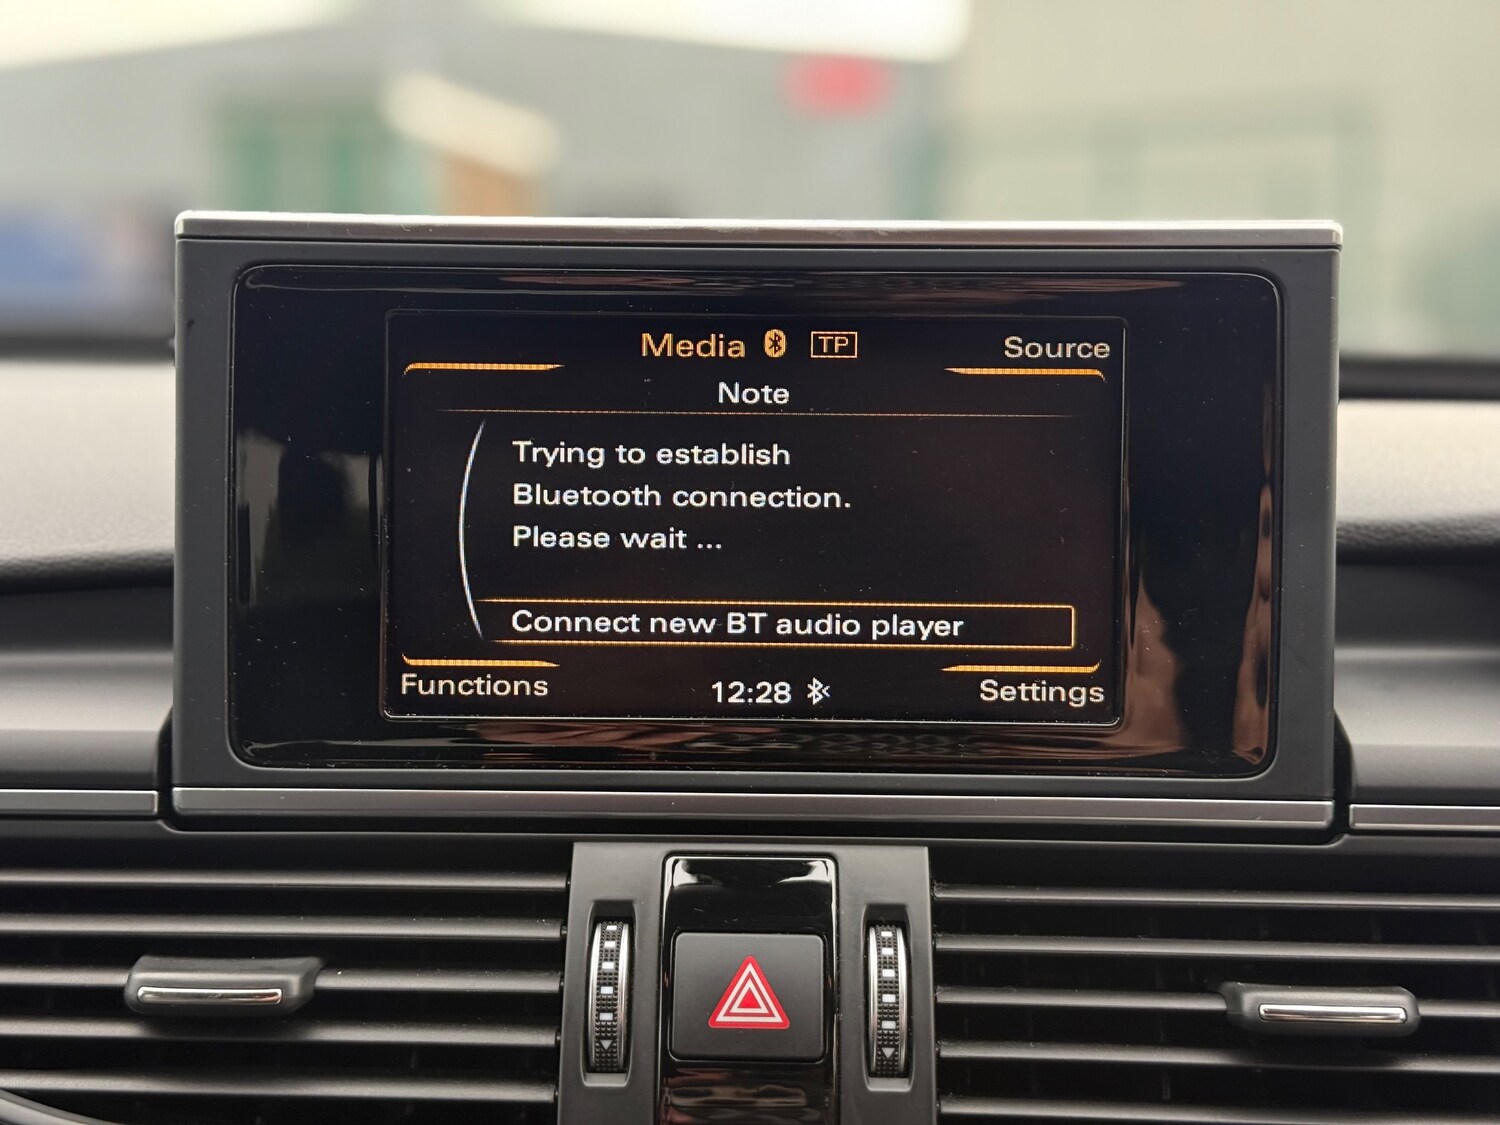 Media TP Source
Note
Trying to establish
Bluetooth connection.
Please wait ...
Connect new BT audio player
Functions 12:28 Settings